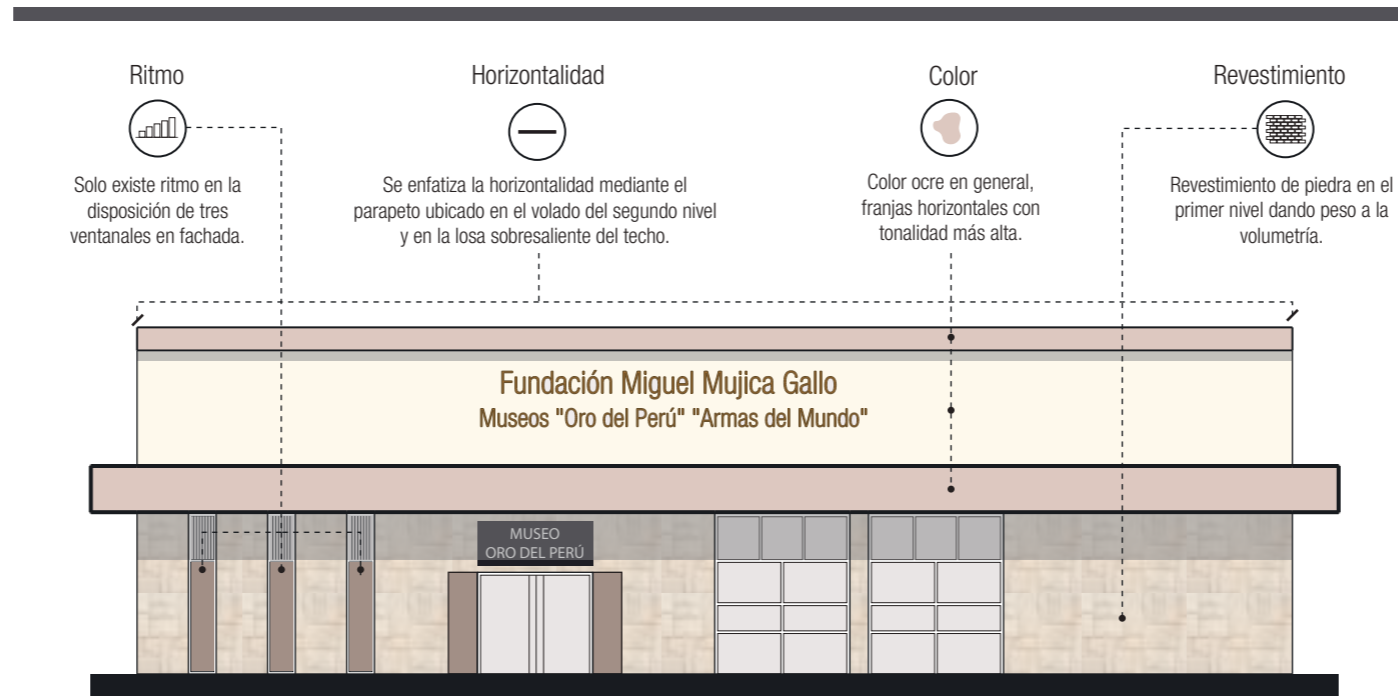 Ritmo
Solo existe ritmo en la
disposición de tres
ventanales en fachada.
Horizontalidad
Se enfatiza la horizontalidad mediante el
parapeto ubicado en el volado del segundo nivel
y en la losa sobresaliente del techo.
Color
Color ocre en general,
franjas horizontales con
tonalidad más alta.
Revestimiento
Revestimiento de piedra en el
primer nivel dando peso a la
volumetría.
Fundación Miguel Mujica Gallo
Museos "Oro del Perú" "Armas del Mundo"
MUSEO
ORO DEL PERÚ